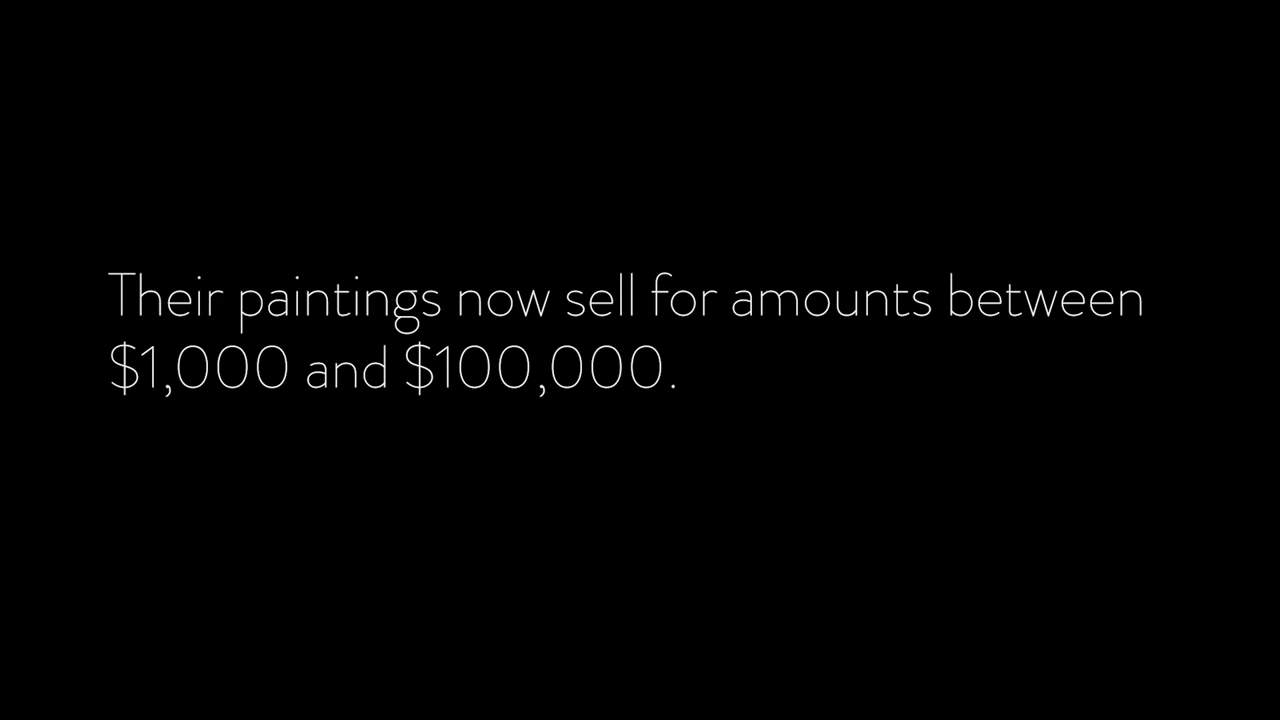 Their paintings now sell for amounts between
$1,000 and $100,000.